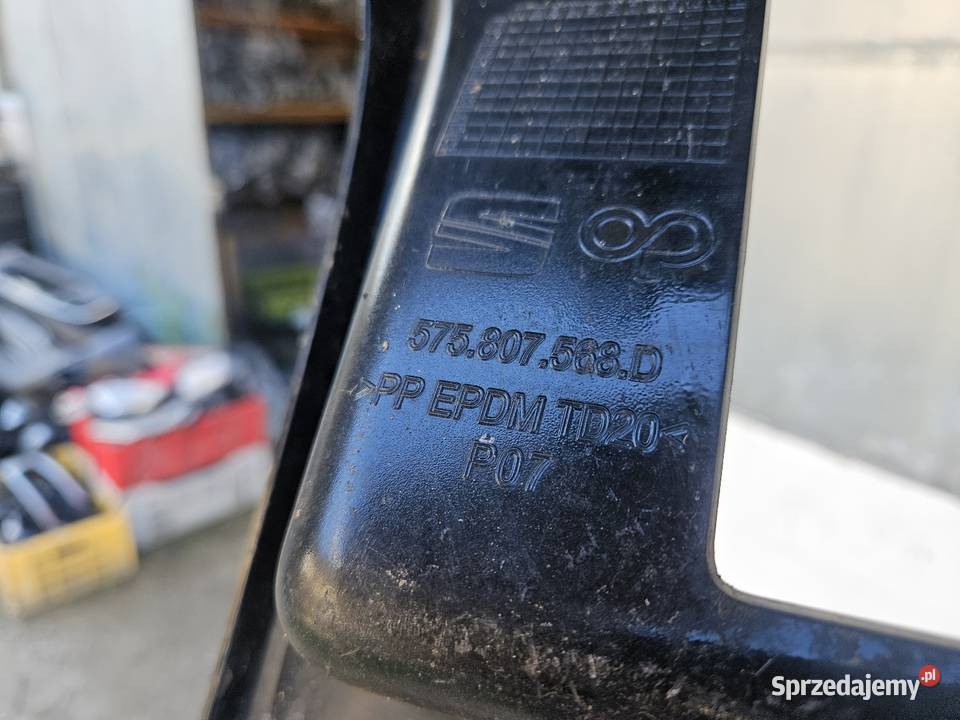 575.807.568.D
>PP EPDM TD20<
P07
Sprzedajemy.pl